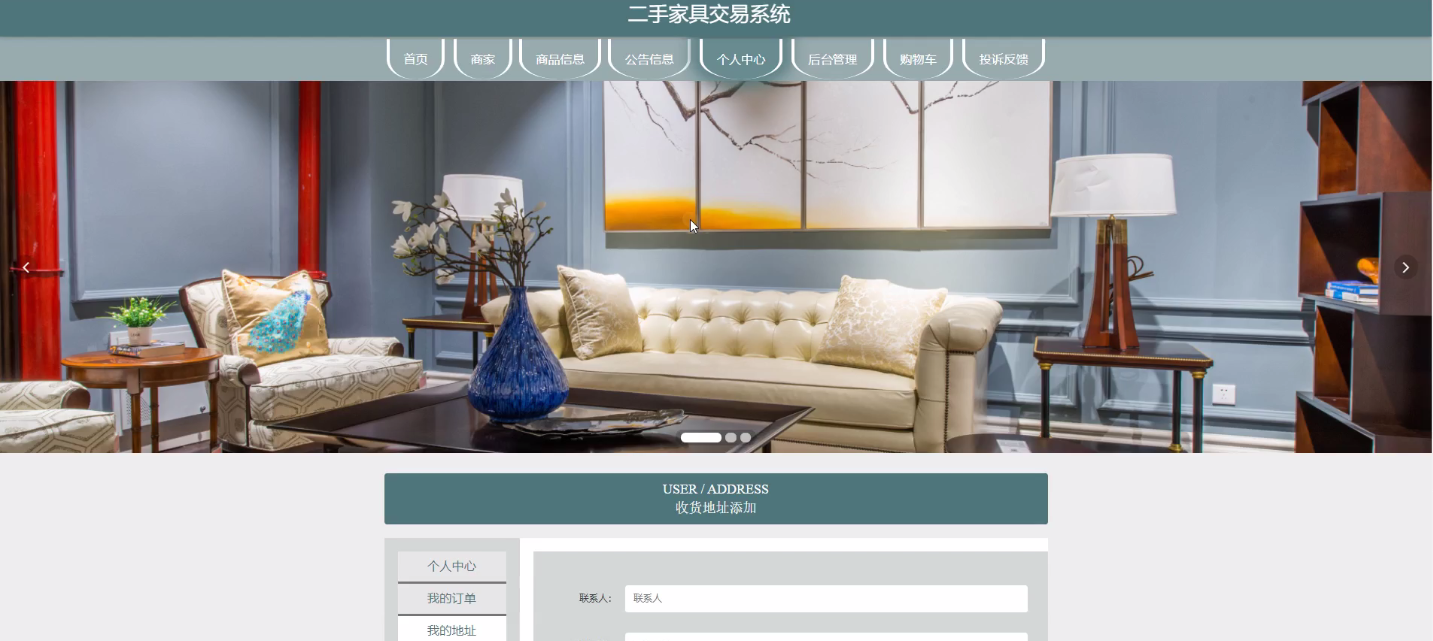 二手家具交易系统
首页 商家 商品信息 公告信息 个人中心 后台管理 购物车 投诉反馈
USER / ADDRESS
收货地址添加
个人中心
我的订单
我的地址
联系人: 联系人